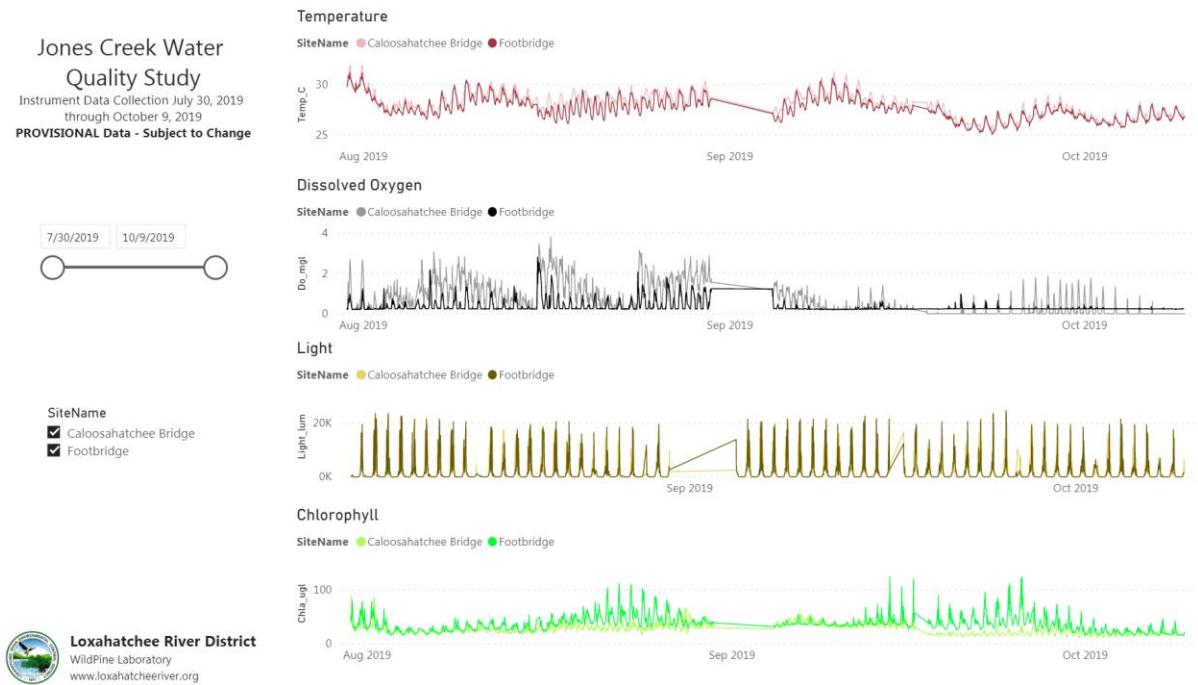 Jones Creek Water
Quality Study
Instrument Data Collection July 30, 2019
through October 9, 2019
PROVISIONAL Data - Subject to Change
7/30/2019 10/9/2019
SiteName
Caloosahatchee Bridge
Footbridge
Loxahatchee River District
WildPine Laboratory
www.loxahatcheeriver.org
Temperature
SiteName Caloosahatchee Bridge Footbridge
Temp_C
30
25
Aug 2019 Sep 2019 Oct 2019
Dissolved Oxygen
SiteName Caloosahatchee Bridge Footbridge
Do_mgl
4
2
0
Aug 2019 Sep 2019 Oct 2019
Light
SiteName Caloosahatchee Bridge Footbridge
Light_lum
20K
0K
Sep 2019 Oct 2019
Chlorophyll
SiteName Caloosahatchee Bridge Footbridge
Chla_ugl
100
0
Aug 2019 Sep 2019 Oct 2019